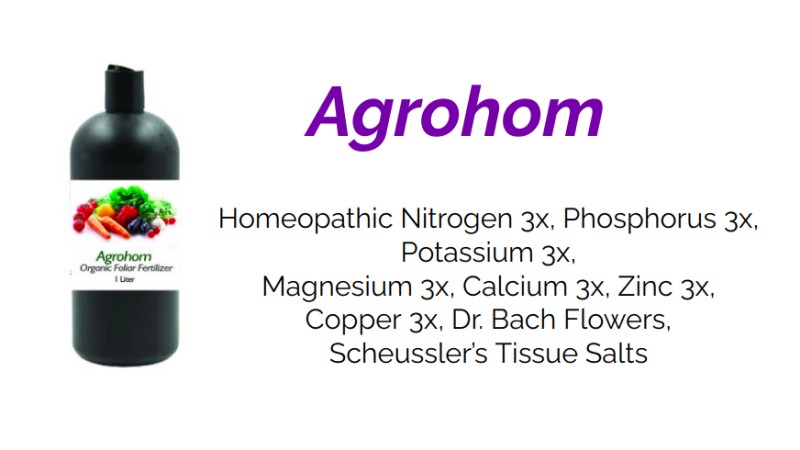 Agrohom
Homeopathic Nitrogen 3x, Phosphorus 3x,
Potassium 3x,
Magnesium 3x, Calcium 3x, Zinc 3x,
Copper 3x, Dr. Bach Flowers,
Scheussler's Tissue Salts
Agrohom
Organic Foliar Fertilizer
1 Liter